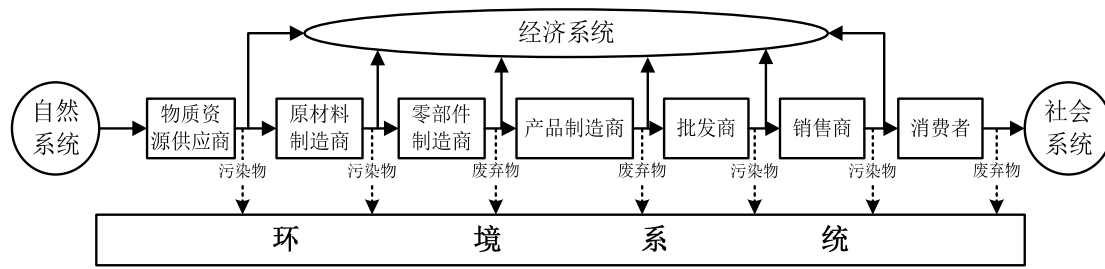 经济系统
自然
系统
物质资
源供应商
原材料
制造商
零部件
制造商
产品制造商
批发商
销售商
消费者
社会
系统
污染物
污染物
废弃物
废弃物
污染物
污染物
废弃物
环 境 系 统